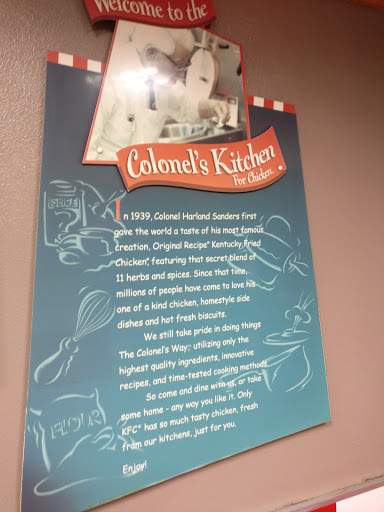 Welcome to the
Colonel's Kitchen
For Chicken.
SPICE
In 1939, Colonel Harland Sanders first
gave the world a taste of his most famous
creation, Original Recipe® Kentucky Fried
Chicken®, featuring that secret blend of
11 herbs and spices. Since that time,
millions of people have come to love his
one of a kind chicken, homestyle side
dishes and hot fresh biscuits.
We still take pride in doing things
The Colonel's Way; utilizing only the
highest quality ingredients, innovative
recipes, and time-tested cooking methods.
So come and dine with us, or take
some home - any way you like it. Only
KFC® has so much tasty chicken, fresh
from our kitchens, just for you.
Enjoy!
FLOUR